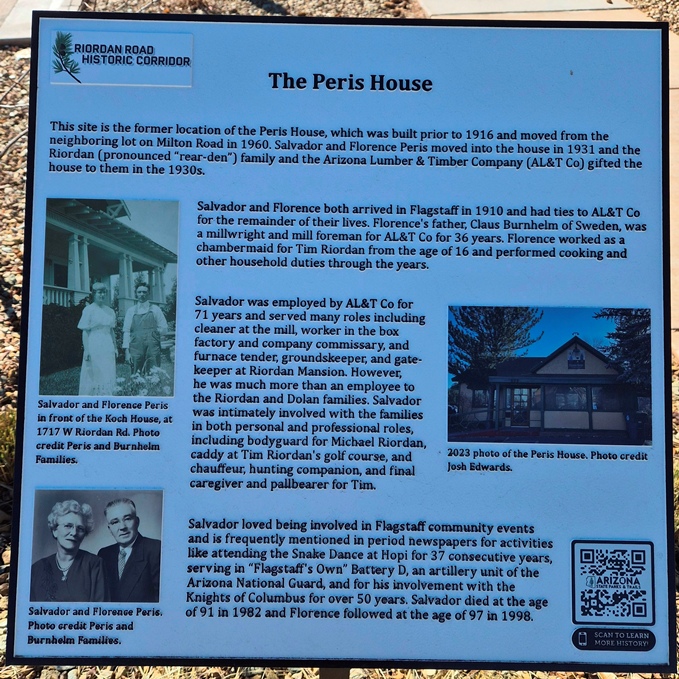 RIORDAN ROAD
HISTORIC CORRIDOR
The Peris House
This site is the former location of the Peris House, which was built prior to 1916 and moved from the
neighboring lot on Milton Road in 1960. Salvador and Florence Peris moved into the house in 1931 and the
Riordan (pronounced "rear-den") family and the Arizona Lumber & Timber Company (AL&T Co) gifted the
house to them in the 1930s.
Salvador and Florence both arrived in Flagstaff in 1910 and had ties to AL&T Co
for the remainder of their lives. Florence's father, Claus Burnhelm of Sweden, was
a millwright and mill foreman for AL&T Co for 36 years. Florence worked as a
chambermaid for Tim Riordan from the age of 16 and performed cooking and
other household duties through the years.
Salvador and Florence Peris
in front of the Koch House, at
1717 W Riordan Rd. Photo
credit Peris and Burnhelm
Families.
Salvador was employed by AL&T Co for
71 years and served many roles including
cleaner at the mill, worker in the box
factory and company commissary, and
furnace tender, groundskeeper, and gate-
keeper at Riordan Mansion. However,
he was much more than an employee to
the Riordan and Dolan families. Salvador
was intimately involved with the families
in both personal and professional roles,
including bodyguard for Michael Riordan,
caddy at Tim Riordan's golf course, and
chauffeur, hunting companion, and final
caregiver and pallbearer for Tim.
2023 photo of the Peris House. Photo credit
Josh Edwards.
Salvador and Florence Peris.
Photo credit Peris and
Burnhelm Families.
Salvador loved being involved in Flagstaff community events
and is frequently mentioned in period newspapers for activities
like attending the Snake Dance at Hopi for 37 consecutive years,
serving in "Flagstaff's Own" Battery D, an artillery unit of the
Arizona National Guard, and for his involvement with the
Knights of Columbus for over 50 years. Salvador died at the age
of 91 in 1982 and Florence followed at the age of 97 in 1998.
ARIZONA
STATE PARKS & TRAILS
SCAN TO LEARN
MORE HISTORY!